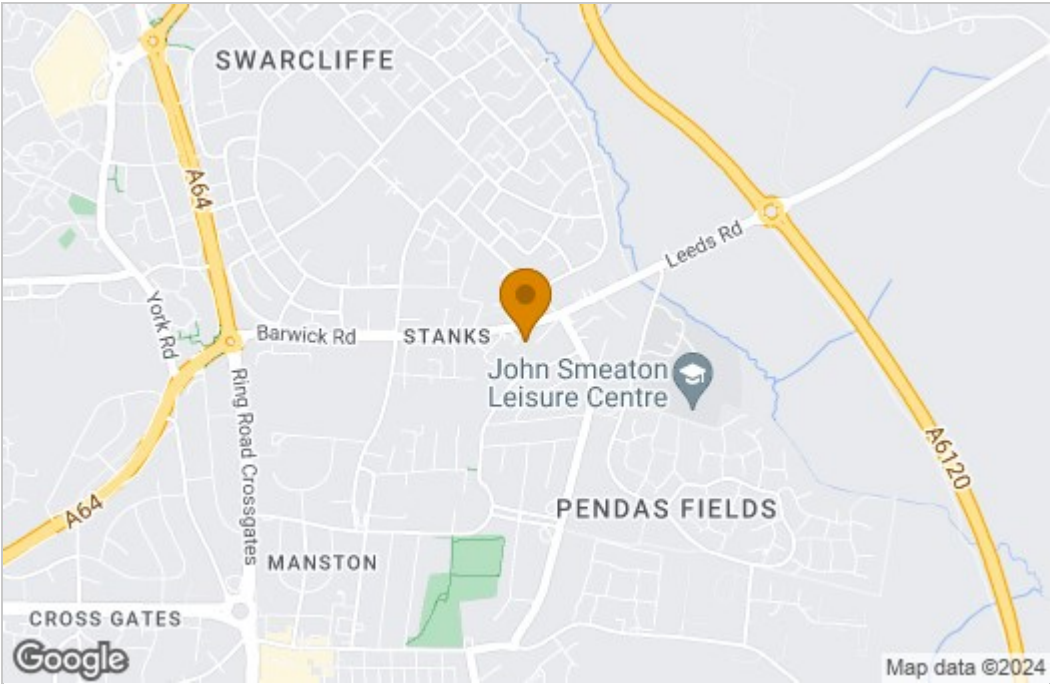 SWARCLIFFE
A64
Leeds Rd
York Rd
Barwick Rd
STANKS
John Smeaton
Leisure Centre
Ring Road Crossgates
A6120
A64
PENDAS FIELDS
MANSTON
CROSS GATES
Google
Map data ©2024